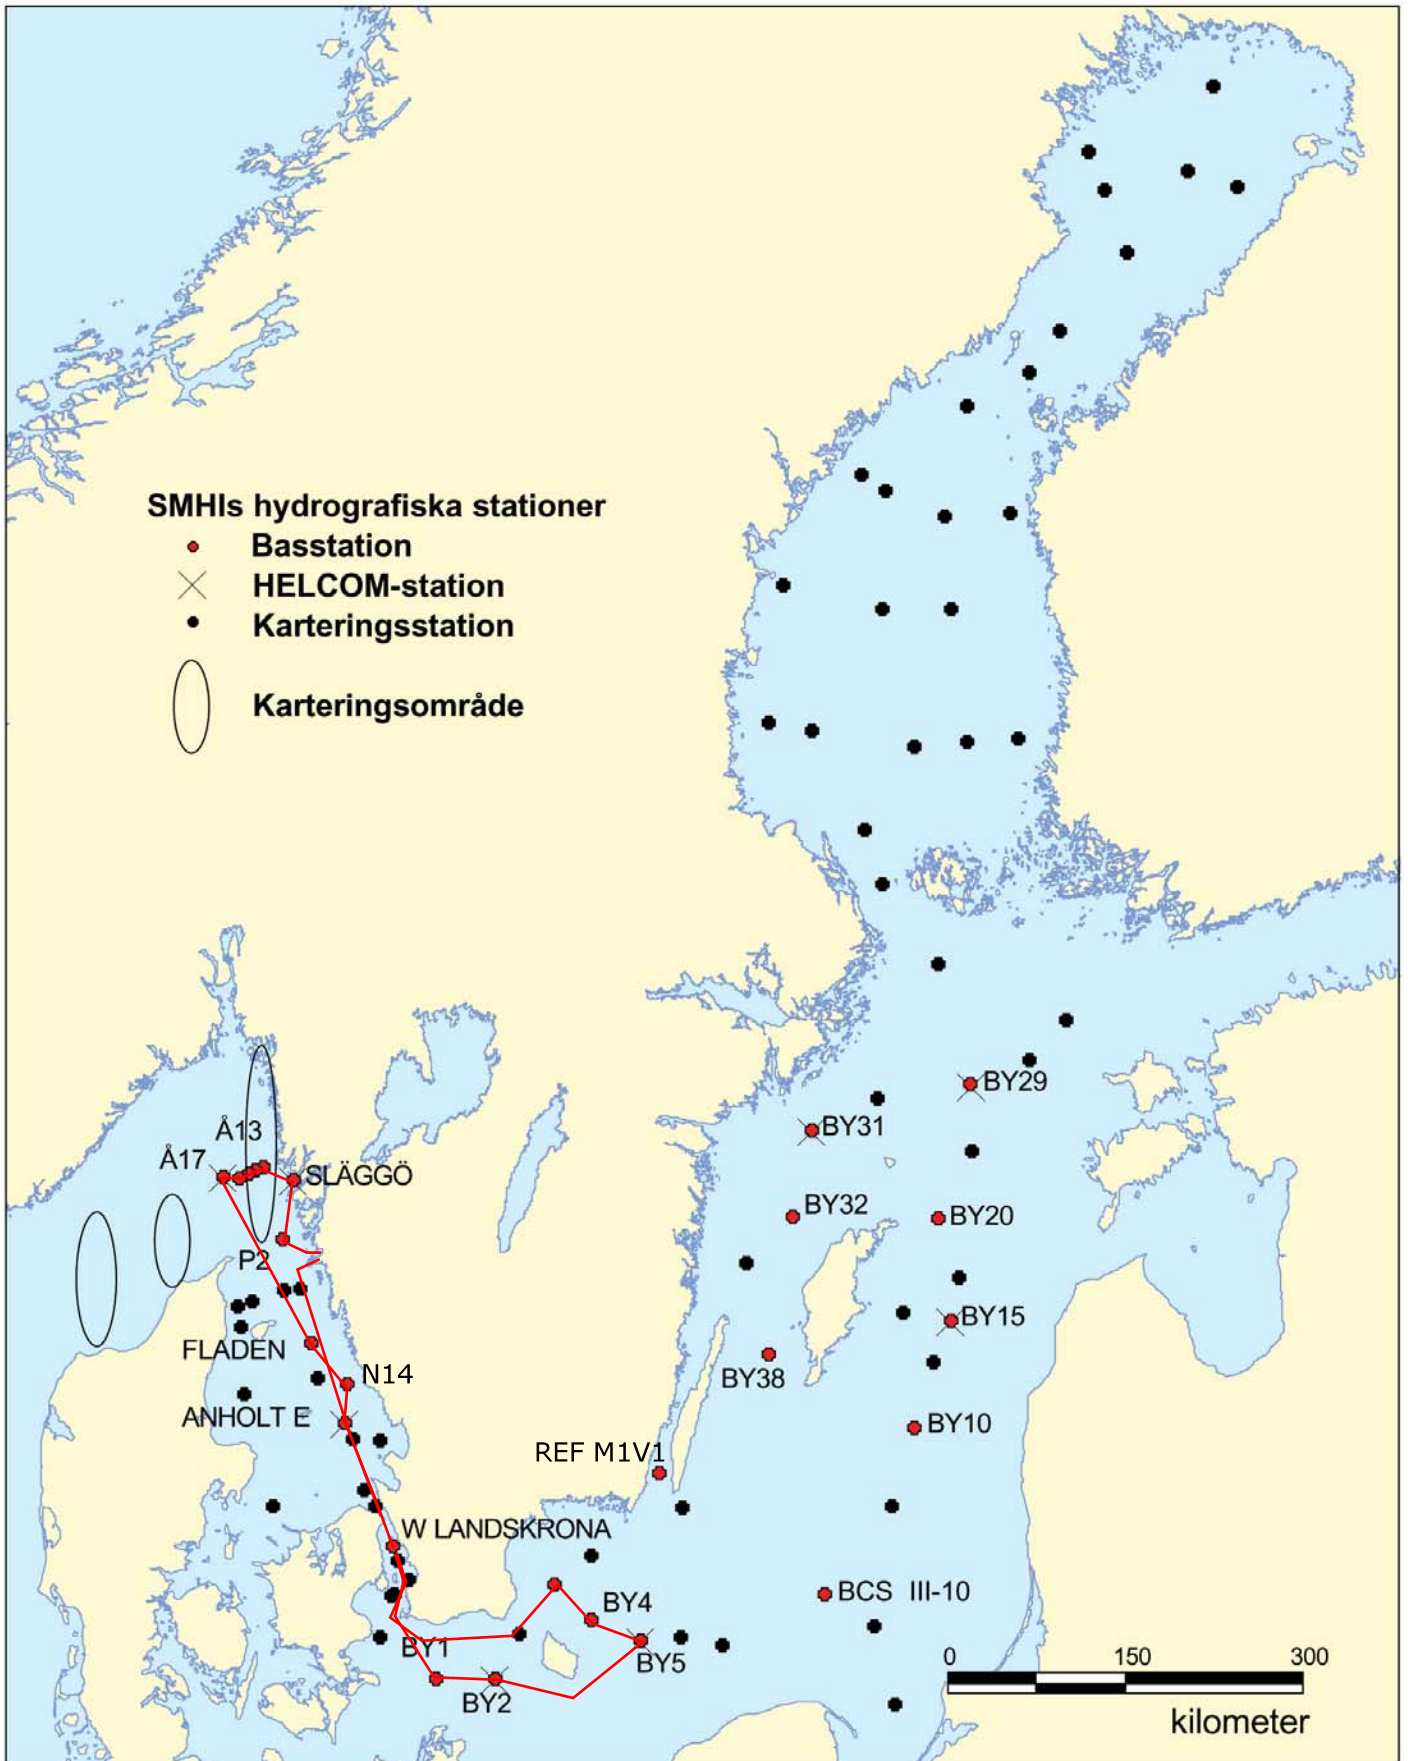 SMHIs hydrografiska stationer
Basstation
HELCOM-station
Karteringsstation
Karteringsområde
BY29
BY31
Å13
Å17
SLÄGGÖ
BY32
BY20
P2
BY15
FLADEN
N14
BY38
ANHOLT E
BY10
REF M1V1
W LANDSKRONA
BCS III-10
BY4
BY1
BY5
BY2
0 150 300
kilometer